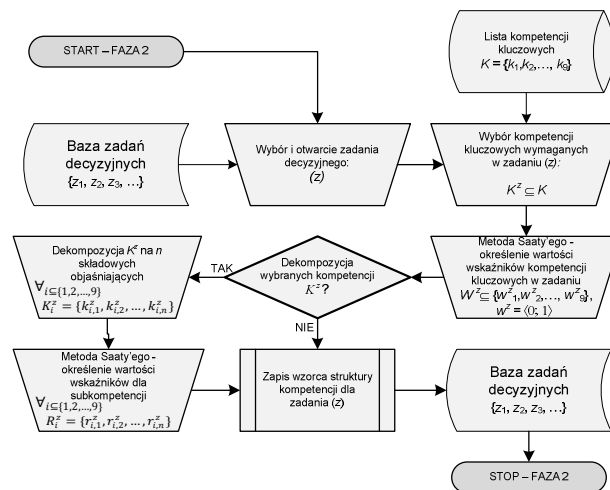 START – FAZA 2
Lista kompetencji
kluczowych
K = {k₁,k₂,…, k₉}
Baza zadań
decyzyjnych
{z₁, z₂, z₃, …}
Wybór i otwarcie zadania
decyzyjnego:
(z)
Wybór kompetencji
kluczowych wymaganych
w zadaniu (z):
Kᶻ ⊆ K
Dekompozycja Kᶻ na n
składowych
objaśniających
∀i⊆{1,2,…,9}
Kᵢᶻ = {kᶻi,1, kᶻi,2, … , kᶻi,n}
TAK
Dekompozycja
wybranych kompetencji
Kᶻ?
NIE
Metoda Saaty'ego -
określenie wartości
wskaźników kompetencji
kluczowych w zadaniu
Wᶻ⊆ {wᶻ₁,wᶻ₂,…, wᶻ₉},
wᶻ = ⟨0; 1⟩
Metoda Saaty'ego -
określenie wartości
wskaźników dla
subkompetencji
∀i⊆{1,2,…,9}
Rᵢᶻ = {rᶻi,1, rᶻi,2, … , rᶻi,n}
Zapis wzorca struktury
kompetencji dla
zadania (z)
Baza zadań
decyzyjnych
{z₁, z₂, z₃, …}
STOP – FAZA 2